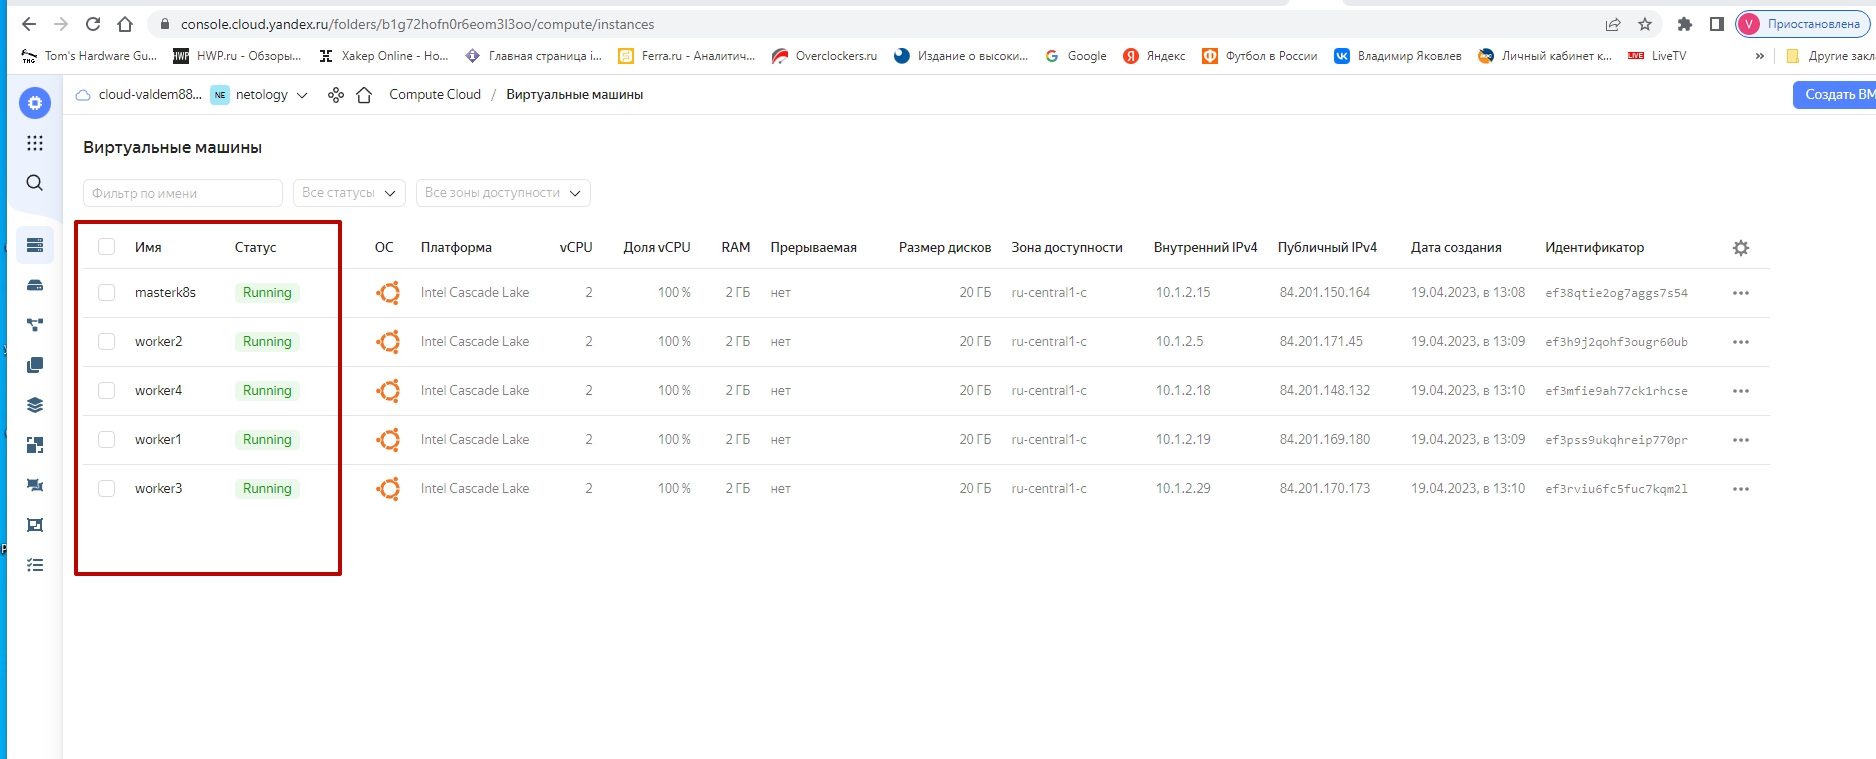 console.cloud.yandex.ru/folders/b1g72hofn0r6eom3l3oo/compute/instances V Приостановлена
THG Tom's Hardware Gu... HWP HWP.ru - Обзоры... Хакер Online - Но... Главная страница i... Ferra.ru - Аналитич... Overclockers.ru Издание о высоки... Google Яндекс Футбол в России Владимир Яковлев Личный кабинет к... LIVE LiveTV » Другие закл
cloud-valdem88... NE netology Compute Cloud / Виртуальные машины Создать ВМ
Виртуальные машины
Фильтр по имени Все статусы Все зоны доступности
Имя Статус ОС Платформа vCPU Доля vCPU RAM Прерываемая Размер дисков Зона доступности Внутренний IPv4 Публичный IPv4 Дата создания Идентификатор
masterk8s Running Intel Cascade Lake 2 100 % 2 ГБ нет 20 ГБ ru-central1-c 10.1.2.15 84.201.150.164 19.04.2023, в 13:08 ef38qtie2og7aggs7s54
worker2 Running Intel Cascade Lake 2 100 % 2 ГБ нет 20 ГБ ru-central1-c 10.1.2.5 84.201.171.45 19.04.2023, в 13:09 ef3h9j2qohf3ougr60ub
worker4 Running Intel Cascade Lake 2 100 % 2 ГБ нет 20 ГБ ru-central1-c 10.1.2.18 84.201.148.132 19.04.2023, в 13:10 ef3mfie9ah77ck1rhcse
worker1 Running Intel Cascade Lake 2 100 % 2 ГБ нет 20 ГБ ru-central1-c 10.1.2.19 84.201.169.180 19.04.2023, в 13:09 ef3pss9ukqhreip770pr
worker3 Running Intel Cascade Lake 2 100 % 2 ГБ нет 20 ГБ ru-central1-c 10.1.2.29 84.201.170.173 19.04.2023, в 13:10 ef3rviu6fc5fuc7kqm2l